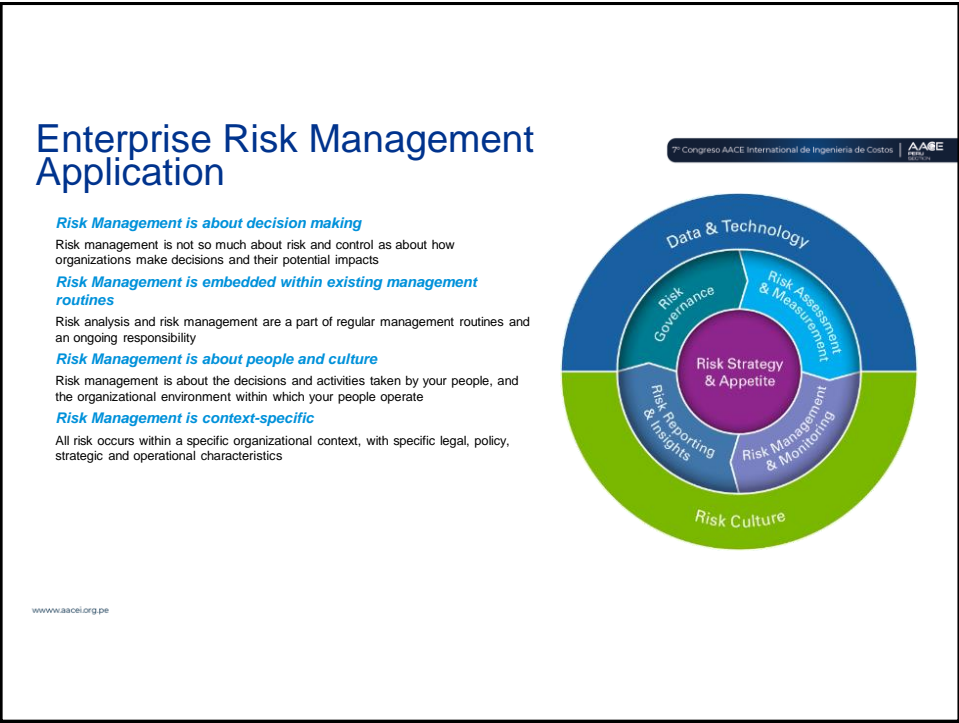 Enterprise Risk Management
Application
7º Congreso AACE International de Ingeniería de Costos
AACE
PERU
SECTION
Risk Management is about decision making
Risk management is not so much about risk and control as about how
organizations make decisions and their potential impacts
Risk Management is embedded within existing management
routines
Risk analysis and risk management are a part of regular management routines and
an ongoing responsibility
Risk Management is about people and culture
Risk management is about the decisions and activities taken by your people, and
the organizational environment within which your people operate
Risk Management is context-specific
All risk occurs within a specific organizational context, with specific legal, policy,
strategic and operational characteristics
Data & Technology
Risk
Governance
Risk Assessment
& Measurement
Risk Strategy
& Appetite
Risk Reporting
& Insights
Risk Management
& Monitoring
Risk Culture
wwww.aacei.org.pe